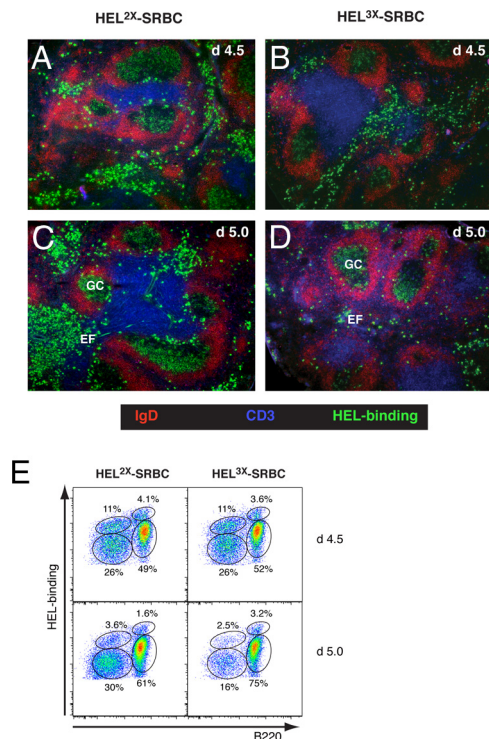 HEL2X-SRBC HEL3X-SRBC
A d 4.5 B d 4.5
C d 5.0 D d 5.0
GC GC
EF EF
IgD CD3 HEL-binding
E
HEL2X-SRBC HEL3X-SRBC
4.1% 3.6%
11% 11%
d 4.5
26% 49% 26% 52%
HEL-binding
1.6% 3.2%
3.6% 2.5%
d 5.0
30% 61% 16% 75%
B220